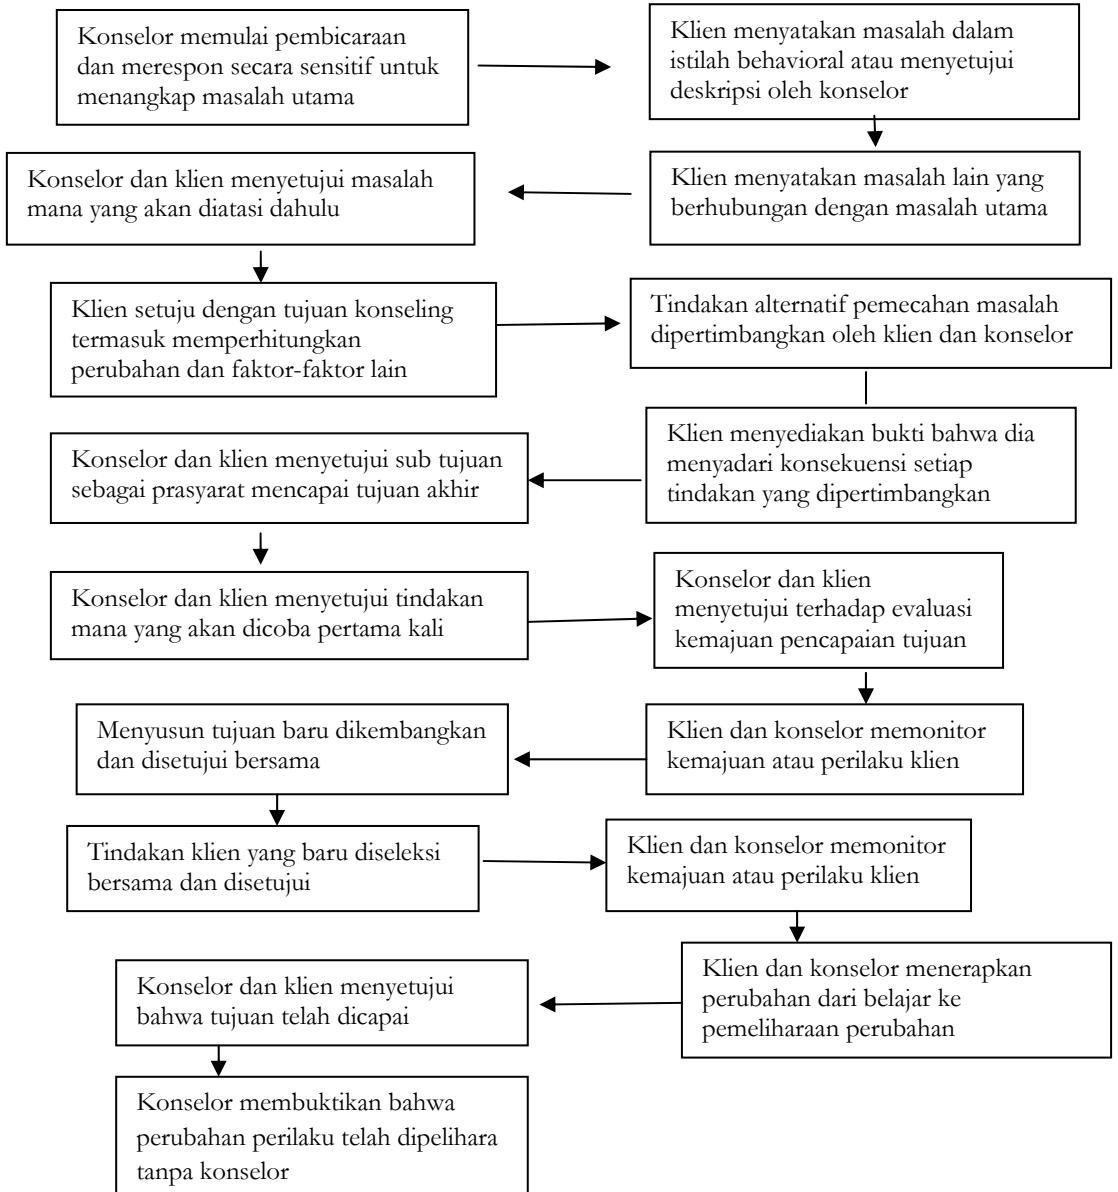 Konselor memulai pembicaraan
dan merespon secara sensitif untuk
menangkap masalah utama
Klien menyatakan masalah dalam
istilah behavioral atau menyetujui
deskripsi oleh konselor
Klien menyatakan masalah lain yang
berhubungan dengan masalah utama
Konselor dan klien menyetujui masalah
mana yang akan diatasi dahulu
Klien setuju dengan tujuan konseling
termasuk memperhitungkan
perubahan dan faktor-faktor lain
Tindakan alternatif pemecahan masalah
dipertimbangkan oleh klien dan konselor
Klien menyediakan bukti bahwa dia
menyadari konsekuensi setiap
tindakan yang dipertimbangkan
Konselor dan klien menyetujui sub tujuan
sebagai prasyarat mencapai tujuan akhir
Konselor dan klien menyetujui tindakan
mana yang akan dicoba pertama kali
Konselor dan klien
menyetujui terhadap evaluasi
kemajuan pencapaian tujuan
Klien dan konselor memonitor
kemajuan atau perilaku klien
Menyusun tujuan baru dikembangkan
dan disetujui bersama
Tindakan klien yang baru diseleksi
bersama dan disetujui
Klien dan konselor memonitor
kemajuan atau perilaku klien
Klien dan konselor menerapkan
perubahan dari belajar ke
pemeliharaan perubahan
Konselor dan klien menyetujui
bahwa tujuan telah dicapai
Konselor membuktikan bahwa
perubahan perilaku telah dipelihara
tanpa konselor